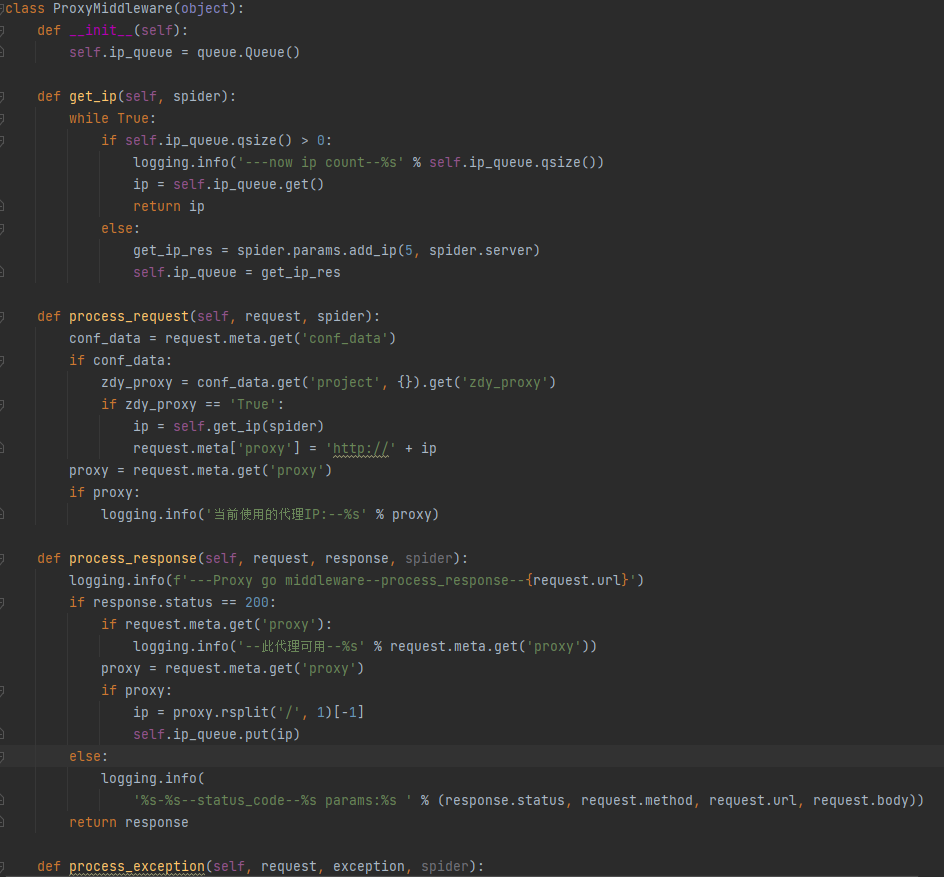 class ProxyMiddleware(object):
    def __init__(self):
        self.ip_queue = queue.Queue()

    def get_ip(self, spider):
        while True:
            if self.ip_queue.qsize() > 0:
                logging.info('---now ip count--%s' % self.ip_queue.qsize())
                ip = self.ip_queue.get()
                return ip
            else:
                get_ip_res = spider.params.add_ip(5, spider.server)
                self.ip_queue = get_ip_res

    def process_request(self, request, spider):
        conf_data = request.meta.get('conf_data')
        if conf_data:
            zdy_proxy = conf_data.get('project', {}).get('zdy_proxy')
            if zdy_proxy == 'True':
                ip = self.get_ip(spider)
                request.meta['proxy'] = 'http://' + ip
        proxy = request.meta.get('proxy')
        if proxy:
            logging.info('当前使用的代理IP:--%s' % proxy)

    def process_response(self, request, response, spider):
        logging.info(f'---Proxy go middleware--process_response--{request.url}')
        if response.status == 200:
            if request.meta.get('proxy'):
                logging.info('--此代理可用--%s' % request.meta.get('proxy'))
            proxy = request.meta.get('proxy')
            if proxy:
                ip = proxy.rsplit('/', 1)[-1]
                self.ip_queue.put(ip)
        else:
            logging.info(
                '%s-%s--status_code--%s params:%s ' % (response.status, request.method, request.url, request.body))
        return response

    def process_exception(self, request, exception, spider):